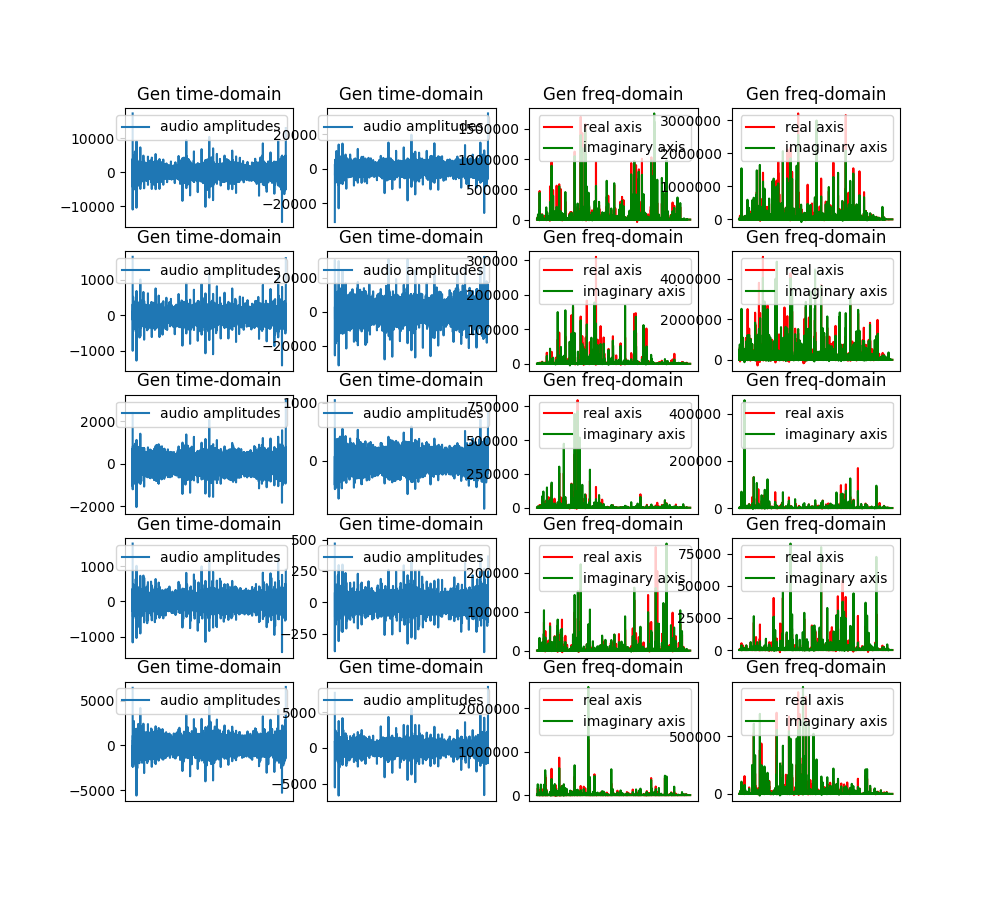 Gen time-domain Gen time-domain Gen freq-domain Gen freq-domain
10000
0
−10000
audio amplitudes
20000
0
−20000
audio amplitudes
1500000
1000000
500000
0
real axis
imaginary axis
3000000
2000000
1000000
0
real axis
imaginary axis
Gen time-domain Gen time-domain Gen freq-domain Gen freq-domain
1000
0
−1000
audio amplitudes
20000
0
−20000
audio amplitudes
300000
200000
100000
0
real axis
imaginary axis
4000000
2000000
0
real axis
imaginary axis
Gen time-domain Gen time-domain Gen freq-domain Gen freq-domain
2000
0
−2000
audio amplitudes
1000
0
audio amplitudes
750000
500000
250000
0
real axis
imaginary axis
400000
200000
0
real axis
imaginary axis
Gen time-domain Gen time-domain Gen freq-domain Gen freq-domain
1000
0
−1000
audio amplitudes
500
250
0
−250
audio amplitudes
200000
100000
0
real axis
imaginary axis
75000
50000
25000
0
real axis
imaginary axis
Gen time-domain Gen time-domain Gen freq-domain Gen freq-domain
5000
0
−5000
audio amplitudes
5000
0
−5000
audio amplitudes
2000000
1000000
0
real axis
imaginary axis
500000
0
real axis
imaginary axis